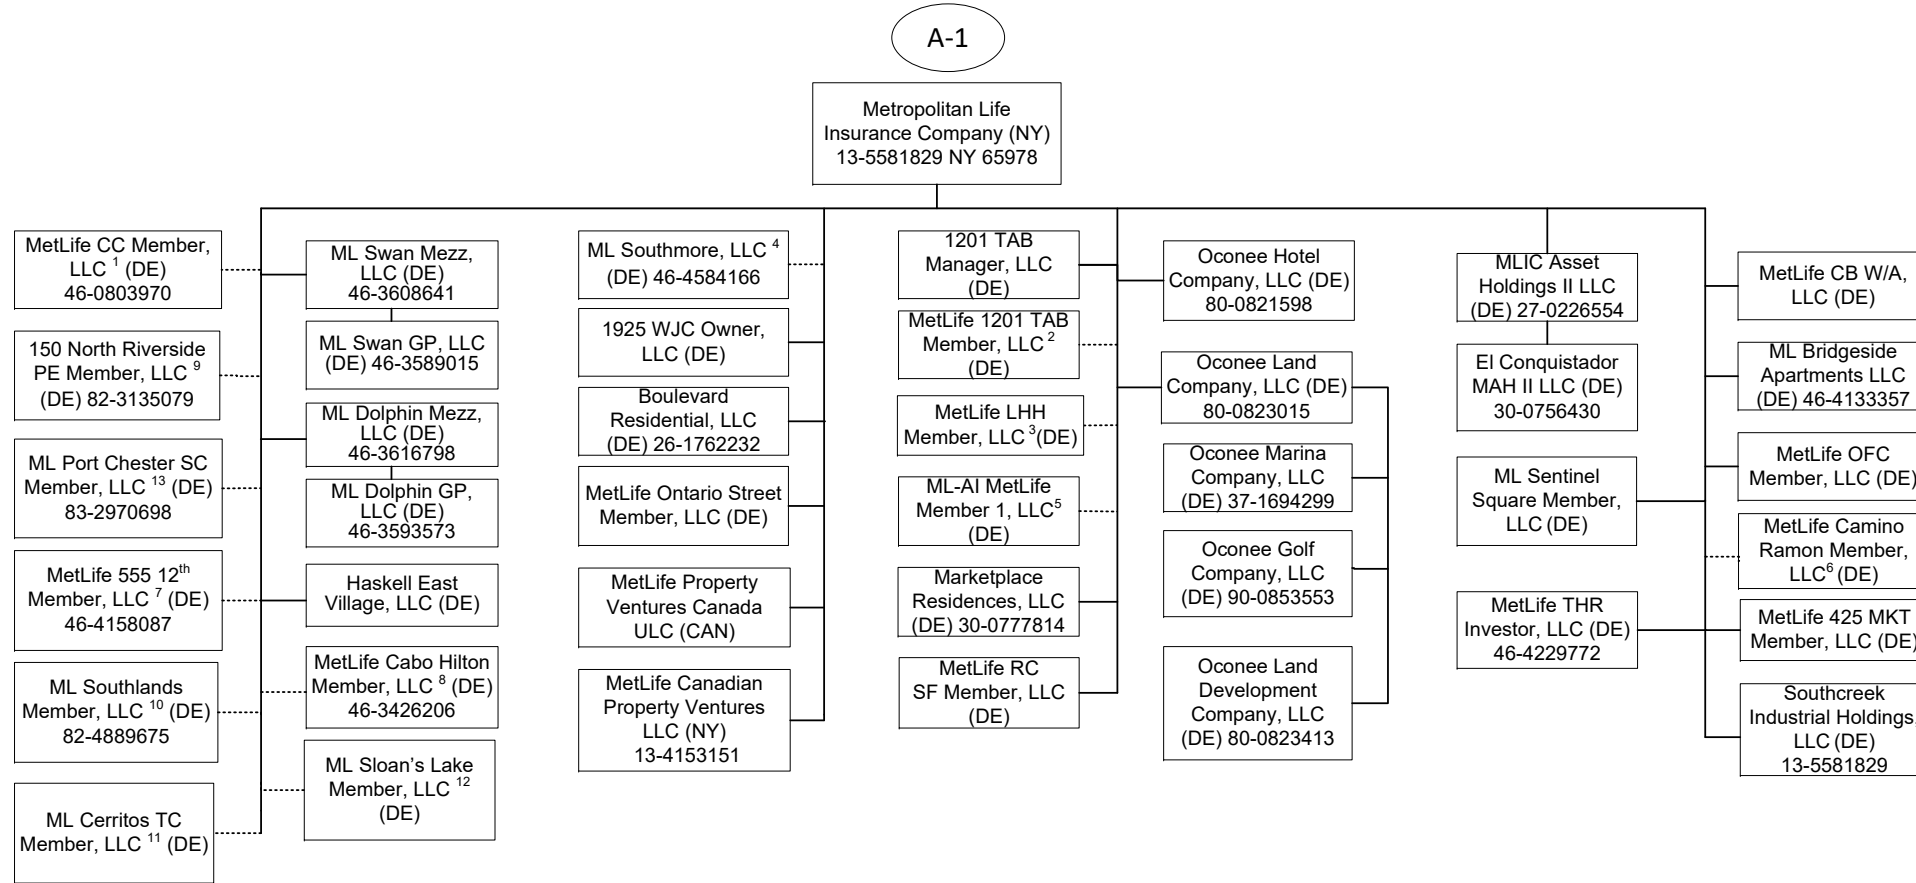 A-1
Metropolitan Life
Insurance Company (NY)
13-5581829 NY 65978
MetLife CC Member,
LLC 1 (DE)
46-0803970
150 North Riverside
PE Member, LLC 9
(DE) 82-3135079
ML Port Chester SC
Member, LLC 13 (DE)
83-2970698
MetLife 555 12th
Member, LLC 7 (DE)
46-4158087
ML Southlands
Member, LLC 10 (DE)
82-4889675
ML Cerritos TC
Member, LLC 11 (DE)
ML Swan Mezz,
LLC (DE)
46-3608641
ML Swan GP, LLC
(DE) 46-3589015
ML Dolphin Mezz,
LLC (DE)
46-3616798
ML Dolphin GP,
LLC (DE)
46-3593573
Haskell East
Village, LLC (DE)
MetLife Cabo Hilton
Member, LLC 8 (DE)
46-3426206
ML Sloan's Lake
Member, LLC 12
(DE)
ML Southmore, LLC 4
(DE) 46-4584166
1925 WJC Owner,
LLC (DE)
Boulevard
Residential, LLC
(DE) 26-1762232
MetLife Ontario Street
Member, LLC (DE)
MetLife Property
Ventures Canada
ULC (CAN)
MetLife Canadian
Property Ventures
LLC (NY)
13-4153151
1201 TAB
Manager, LLC
(DE)
MetLife 1201 TAB
Member, LLC 2
(DE)
MetLife LHH
Member, LLC 3(DE)
ML-AI MetLife
Member 1, LLC5
(DE)
Marketplace
Residences, LLC
(DE) 30-0777814
MetLife RC
SF Member, LLC
(DE)
Oconee Hotel
Company, LLC (DE)
80-0821598
Oconee Land
Company, LLC (DE)
80-0823015
Oconee Marina
Company, LLC
(DE) 37-1694299
Oconee Golf
Company, LLC
(DE) 90-0853553
Oconee Land
Development
Company, LLC
(DE) 80-0823413
MLIC Asset
Holdings II LLC
(DE) 27-0226554
El Conquistador
MAH II LLC (DE)
30-0756430
ML Sentinel
Square Member,
LLC (DE)
MetLife THR
Investor, LLC (DE)
46-4229772
MetLife CB W/A,
LLC (DE)
ML Bridgeside
Apartments LLC
(DE) 46-4133357
MetLife OFC
Member, LLC (DE)
MetLife Camino
Ramon Member,
LLC6 (DE)
MetLife 425 MKT
Member, LLC (DE)
Southcreek
Industrial Holdings,
LLC (DE)
13-5581829